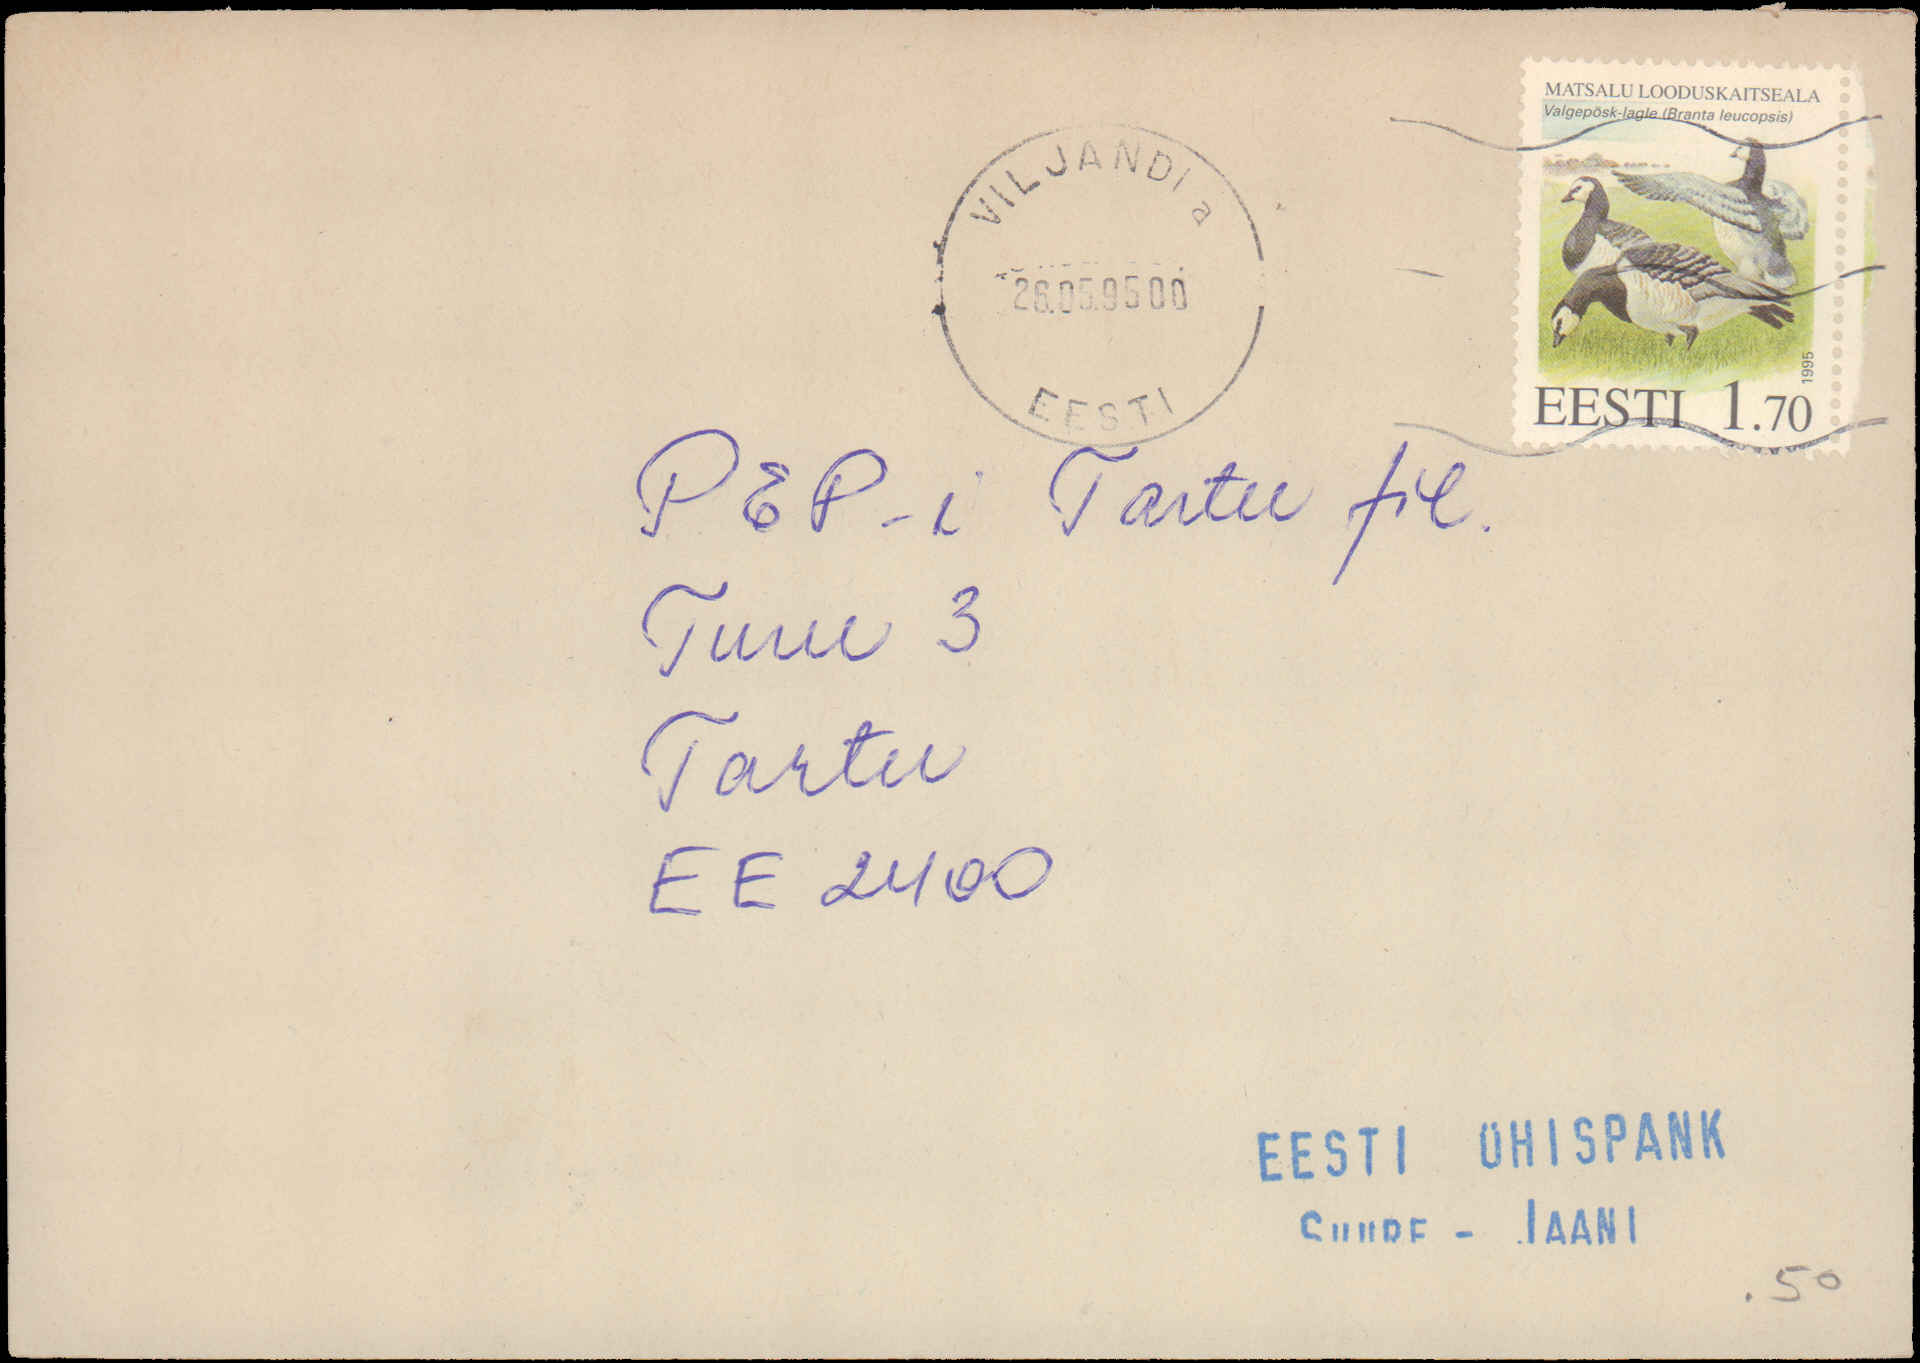 MATSALU LOODUSKAITSEALA
Valgepõsk-lagle (Branta leucopsis)
1995
EESTI 1.70
VILJANDI a
26.05.95 00
EESTI
PEP-i Tartu fil.
Turu 3
Tartu
EE 2400
EESTI ÜHISPANK
SUURE - JAANI
.50